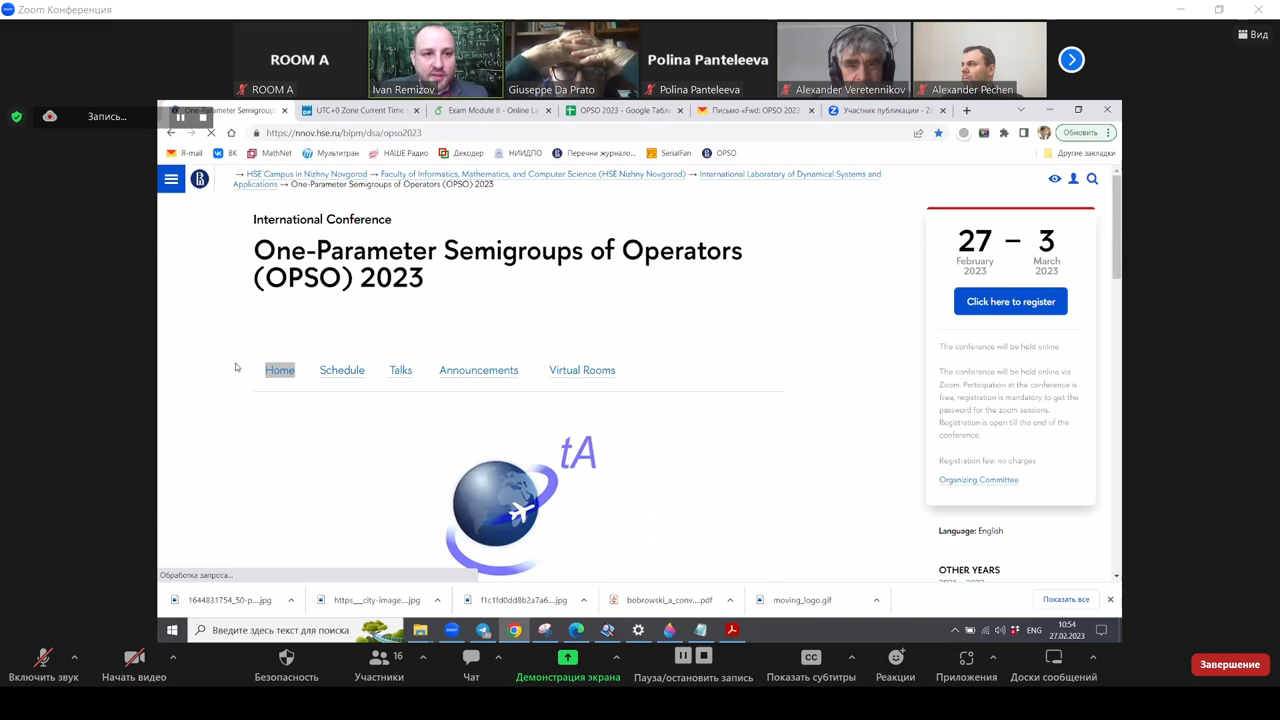 Zoom Конференция
Вид
ROOM A
ROOM A
Ivan Remizov
Giuseppe Da Prato
Polina Panteleeva
Polina Panteleeva
Alexander Veretennikov
Alexander Pechen
Запись...
One-Parameter Semigroup
UTC+0 Zone Current Time
Exam Module II - Online L
OPSO 2023 - Google Табл
Письмо «Fwd: OPSO 2023
Участник публикации - Zo
https://nnov.hse.ru/bipm/dsa/opso2023
Обновить
Я-mail
ВК
MathNet
Мультитран
НАШЕ Радио
Декодер
НИИДПО
Перечни журнало...
SerialFan
OPSO
Другие закладки
→ HSE Campus in Nizhny Novgorod → Faculty of Informatics, Mathematics, and Computer Science (HSE Nizhny Novgorod) → International Laboratory of Dynamical Systems and
Applications → One-Parameter Semigroups of Operators (OPSO) 2023
International Conference
One-Parameter Semigroups of Operators
(OPSO) 2023
Home
Schedule
Talks
Announcements
Virtual Rooms
tA
27 – 3
February March
2023 2023
Click here to register
The conference will be held online
The conference will be held online via
Zoom. Participation at the conference is
free, registration is mandatory to get the
password for the zoom sessions.
Registration is open till the end of the
conference.
Registration fee: no charges
Organizing Committee
Language: English
OTHER YEARS
Обработка запроса...
1644831754_50-p....jpg
https__city-image....jpg
f1c1fd0dd8b2a7a6....jpg
bobrowski_a_conv....pdf
moving_logo.gif
Показать все
Введите здесь текст для поиска
ENG
10:54
27.02.2023
Включить звук
Начать видео
Безопасность
16
Участники
Чат
Демонстрация экрана
Пауза/остановить запись
CC
Показать субтитры
Реакции
Приложения
Доски сообщений
Завершение